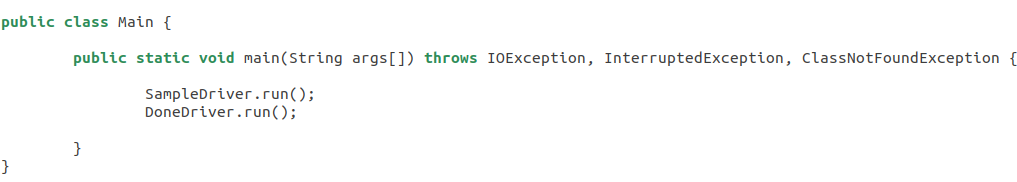 public class Main {
public static void main(String args[]) throws IOException, InterruptedException, ClassNotFoundException {
SampleDriver.run();
DoneDriver.run();
}
}